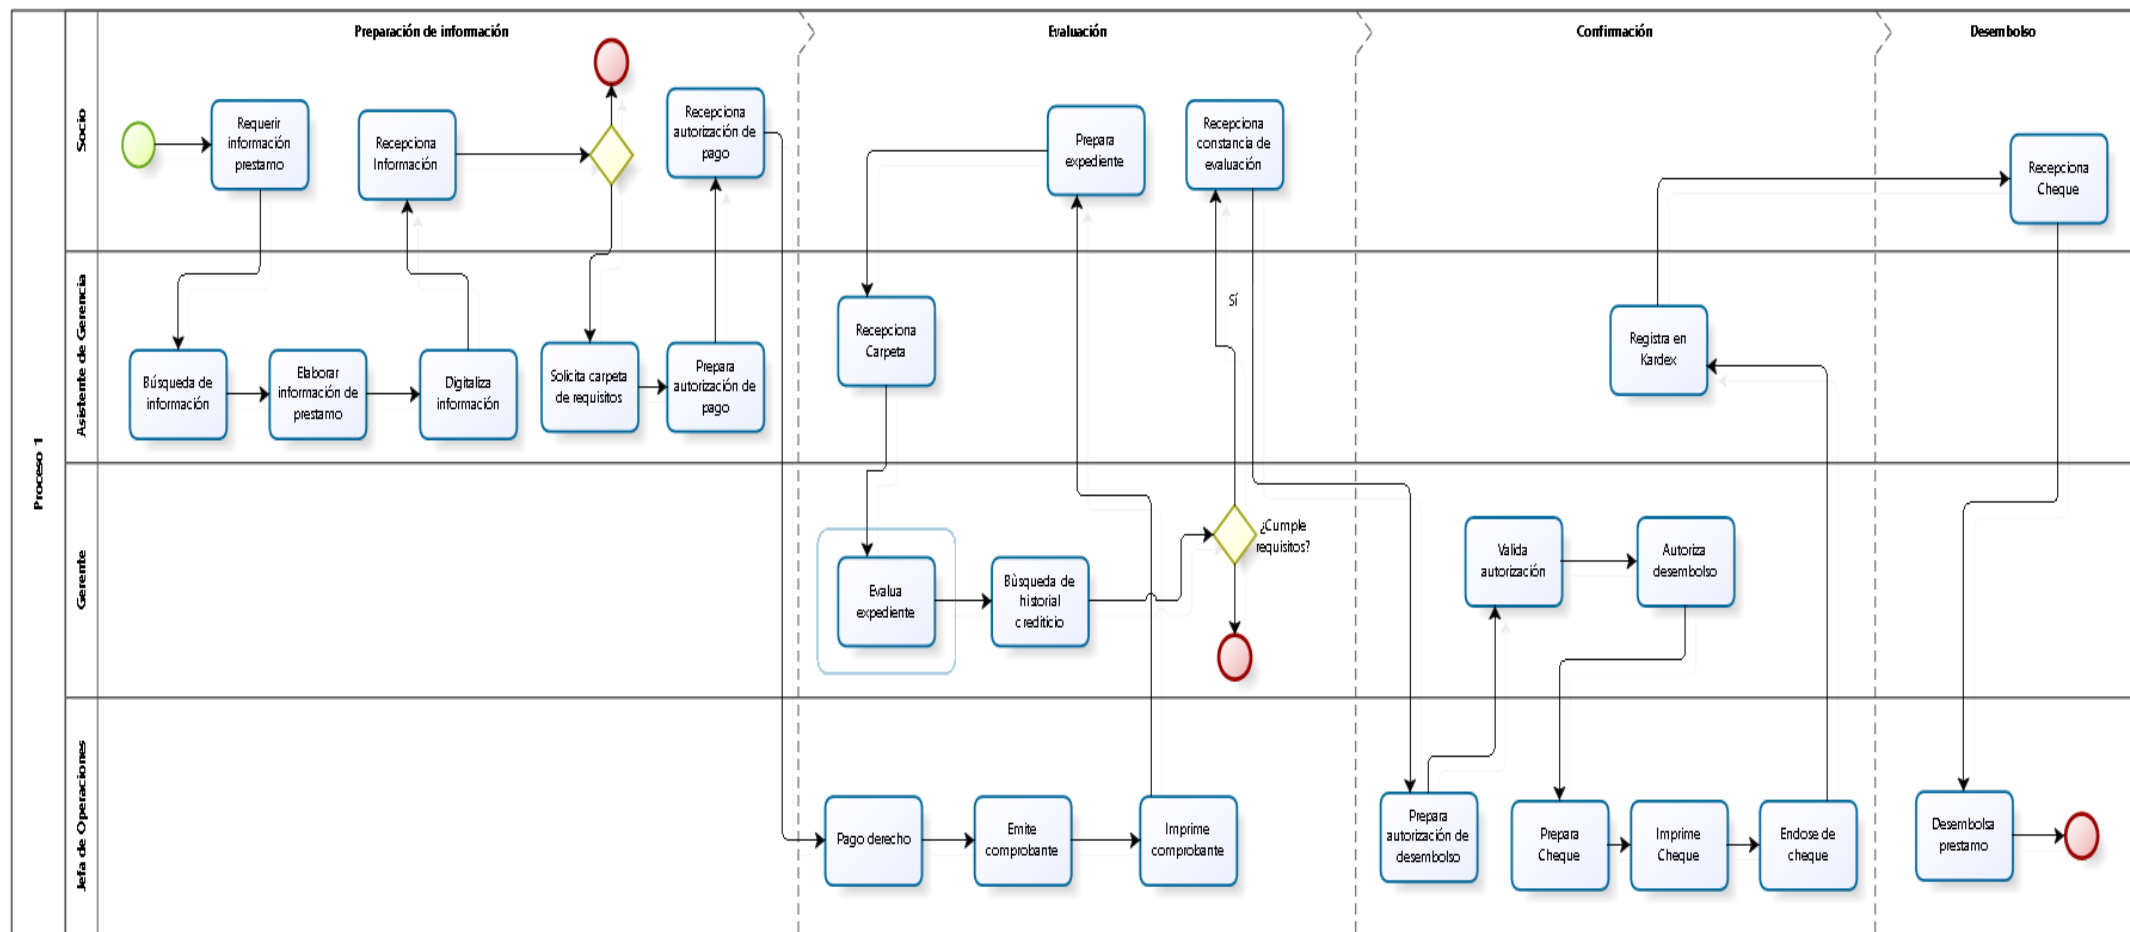 Preparación de información
Evaluación
Confirmación
Desembolso
Proceso 1
Socio
Requerir
información
prestamo
Recepciona
Información
Recepciona
autorización de
pago
Prepara
expediente
Recepciona
constancia de
evaluación
Recepciona
Cheque
Asistente de Gerencia
Búsqueda de
información
Elaborar
información de
prestamo
Digitaliza
información
Solicita carpeta
de requisitos
Prepara
autorización de
pago
Recepciona
Carpeta
Sí
Registra en
Kardex
Gerente
Evalua
expediente
Bùsqueda de
historial
crediticio
¿Cumple
requisitos?
Valida
autorización
Autoriza
desembolso
Jefa de Operaciones
Pago derecho
Emite
comprobante
Imprime
comprobante
Prepara
autorización de
desembolso
Prepara
Cheque
Imprime
Cheque
Endose de
cheque
Desembolsa
prestamo